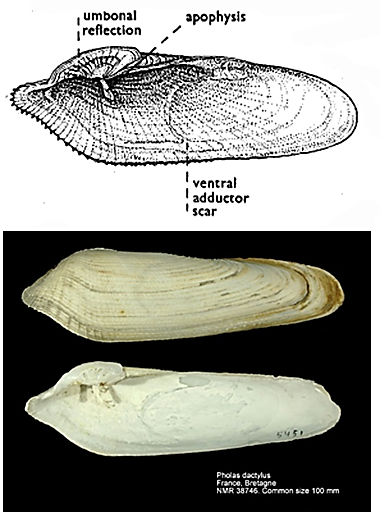 umbonal
reflection
apophysis
ventral
adductor
scar
5451
Pholas dactylus
France, Bretagne
NMR 38746. Common size 100 mm